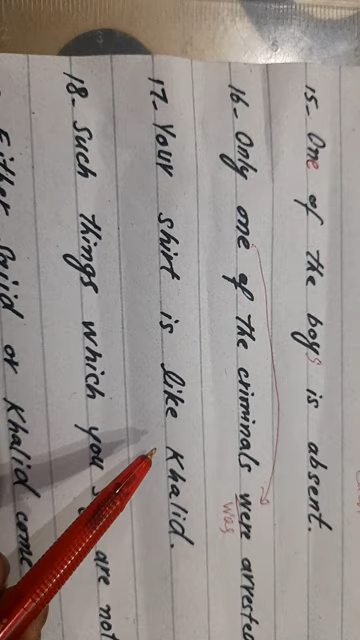 15- One of the boys is absent.
16- Only one of the criminals were arrested
was
17- Your shirt is like Khalid.
18- Such things which you are not
Either Sajid or Khalid come